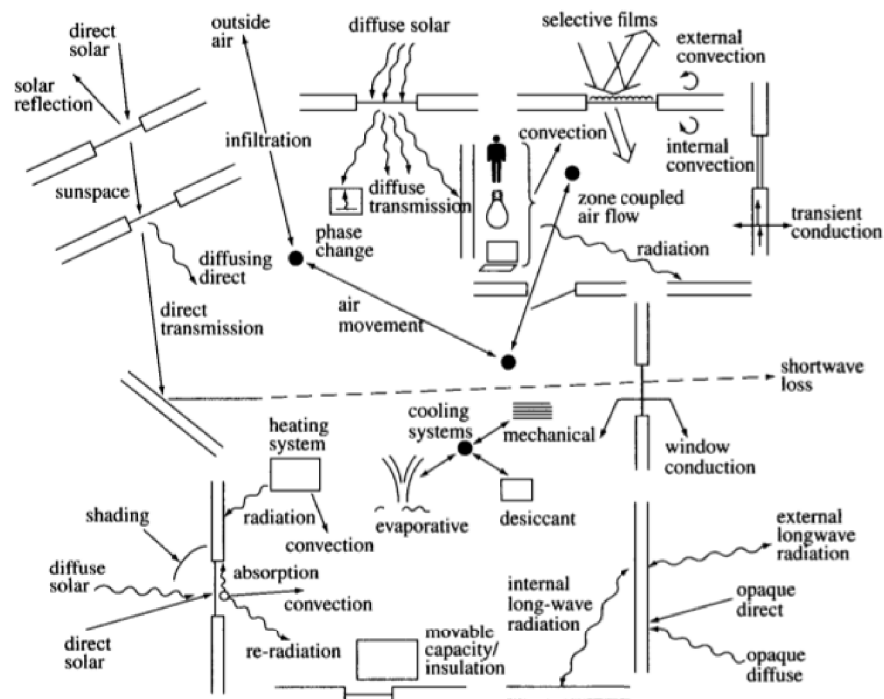 direct
solar
solar
reflection
outside
air
diffuse solar
selective films
external
convection
infiltration
convection
internal
convection
sunspace
diffuse
transmission
phase
change
zone coupled
air flow
transient
conduction
radiation
diffusing
direct
direct
transmission
air
movement
shortwave
loss
heating
system
cooling
systems
mechanical
window
conduction
shading
radiation
convection
evaporative
desiccant
external
longwave
radiation
diffuse
solar
absorption
convection
internal
long-wave
radiation
opaque
direct
direct
solar
re-radiation
movable
capacity/
insulation
opaque
diffuse